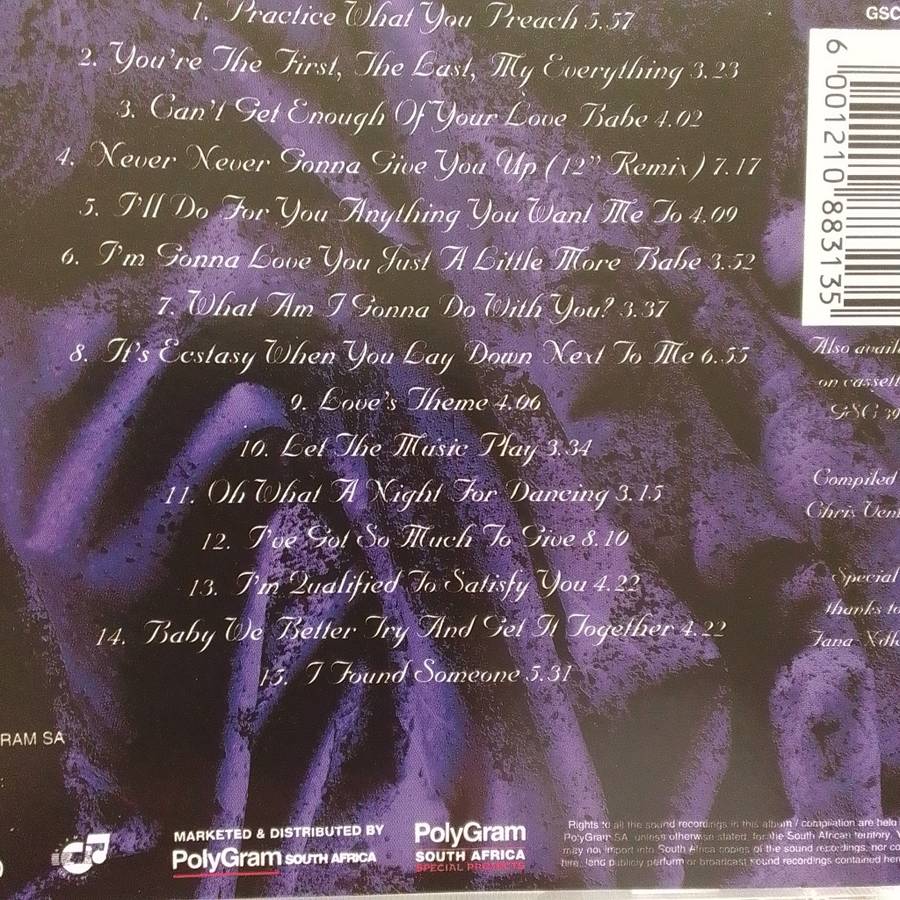 1. Practice What You Preach 5.57
2. You're The First, The Last, My Everything 3.23
3. Can't Get Enough Of Your Love Babe 4.02
4. Never Never Gonna Give You Up (12" Remix) 7.17
5. I'll Do For You Anything You Want Me To 4.09
6. I'm Gonna Love You Just A Little More Babe 3.52
7. What Am I Gonna Do With You? 3.37
8. It's Ecstasy When You Lay Down Next To Me 6.55
9. Love's Theme 4.06
10. Let The Music Play 3.34
11. Oh What A Night For Dancing 3.15
12. I've Got So Much To Give 8.10
13. I'm Qualified To Satisfy You 4.22
14. Baby We Better Try And Get It Together 4.22
15. I Found Someone 5.31
GSC
6 001210 883135
Also avail
on cassett
GSC 39
Compiled
Chris Ven
Special
thanks to
Jana
RAM SA
MARKETED & DISTRIBUTED BY
PolyGram SOUTH AFRICA
PolyGram
SOUTH AFRICA
SPECIAL PROJECTS
Rights to all the sound recordings in this album / compilation are held
PolyGram SA, unless otherwise stated, for the South African territory. Y
may not import into South Africa copies of the sound recordings, nor co
hire, and publicly perform or broadcast sound recordings contained here